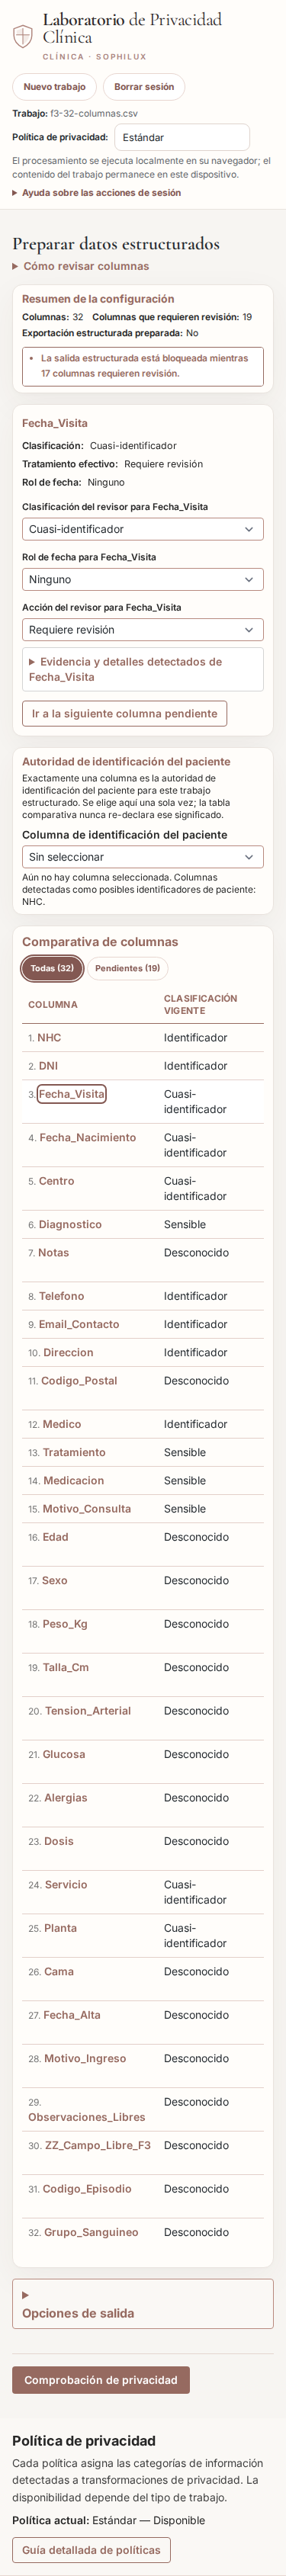 Laboratorio de Privacidad
Clínica
CLÍNICA · SOPHILUX
Nuevo trabajo
Borrar sesión
Trabajo: f3-32-columns.csv
Política de privacidad:
Estándar
El procesamiento se ejecuta localmente en su navegador; el
contenido del trabajo permanece en este dispositivo.
Ayuda sobre las acciones de sesión
Preparar datos estructurados
Cómo revisar columnas
Resumen de la configuración
Columnas: 32 Columnas que requieren revisión: 19
Exportación estructurada preparada: No
La salida estructurada está bloqueada mientras
17 columnas requieren revisión.
Fecha_Visita
Clasificación: Cuasi-identificador
Tratamiento efectivo: Requiere revisión
Rol de fecha: Ninguno
Clasificación del revisor para Fecha_Visita
Cuasi-identificador
Rol de fecha para Fecha_Visita
Ninguno
Acción del revisor para Fecha_Visita
Requiere revisión
Evidencia y detalles detectados de
Fecha_Visita
Ir a la siguiente columna pendiente
Autoridad de identificación del paciente
Exactamente una columna es la autoridad de
identificación del paciente para este trabajo
estructurado. Se elige aquí una sola vez; la tabla
comparativa nunca re-declara ese significado.
Columna de identificación del paciente
Sin seleccionar
Aún no hay columna seleccionada. Columnas
detectadas como posibles identificadores de paciente:
NHC.
Comparativa de columnas
Todas (32)
Pendientes (19)
COLUMNA
CLASIFICACIÓN
VIGENTE
1. NHC Identificador
2. DNI Identificador
3. Fecha_Visita Cuasi-
identificador
4. Fecha_Nacimiento Cuasi-
identificador
5. Centro Cuasi-
identificador
6. Diagnostico Sensible
7. Notas Desconocido
8. Telefono Identificador
9. Email_Contacto Identificador
10. Direccion Identificador
11. Codigo_Postal Desconocido
12. Medico Identificador
13. Tratamiento Sensible
14. Medicacion Sensible
15. Motivo_Consulta Sensible
16. Edad Desconocido
17. Sexo Desconocido
18. Peso_Kg Desconocido
19. Talla_Cm Desconocido
20. Tension_Arterial Desconocido
21. Glucosa Desconocido
22. Alergias Desconocido
23. Dosis Desconocido
24. Servicio Cuasi-
identificador
25. Planta Cuasi-
identificador
26. Cama Desconocido
27. Fecha_Alta Desconocido
28. Motivo_Ingreso Desconocido
29. Desconocido
Observaciones_Libres
30. ZZ_Campo_Libre_F3 Desconocido
31. Codigo_Episodio Desconocido
32. Grupo_Sanguineo Desconocido
Opciones de salida
Comprobación de privacidad
Política de privacidad
Cada política asigna las categorías de información
detectadas a transformaciones de privacidad. La
disponibilidad depende del tipo de trabajo.
Política actual: Estándar — Disponible
Guía detallada de políticas